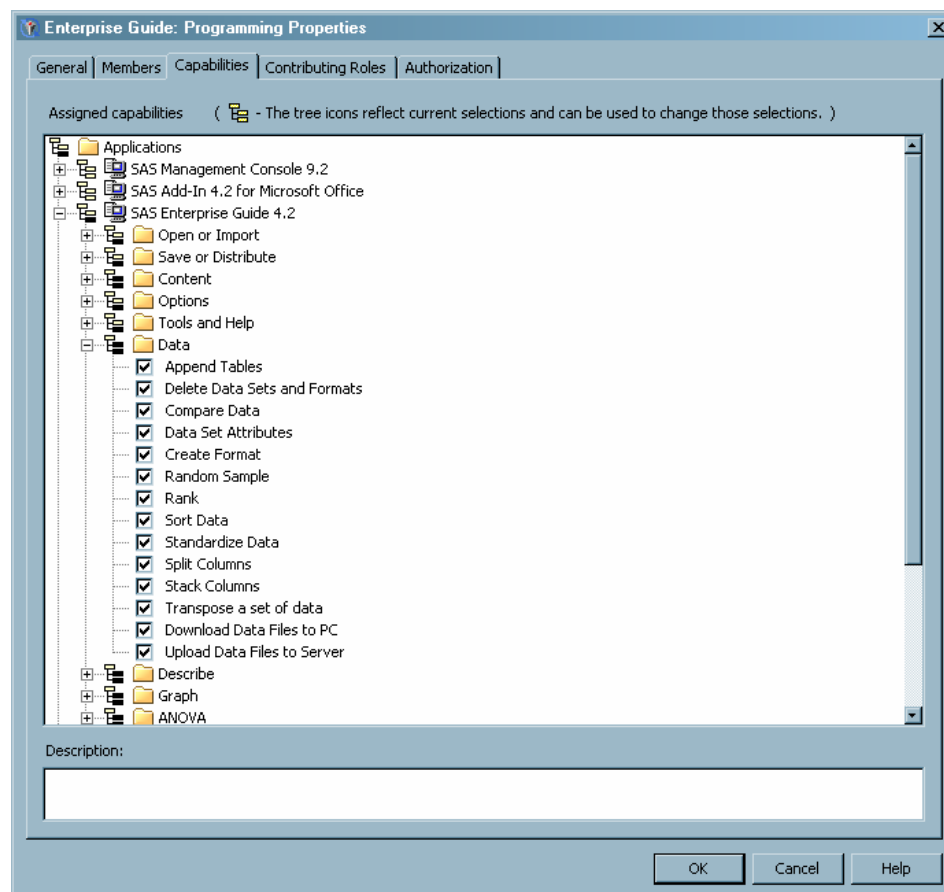 Enterprise Guide: Programming Properties
General Members Capabilities Contributing Roles Authorization
Assigned capabilities ( - The tree icons reflect current selections and can be used to change those selections. )
Applications
SAS Management Console 9.2
SAS Add-In 4.2 for Microsoft Office
SAS Enterprise Guide 4.2
Open or Import
Save or Distribute
Content
Options
Tools and Help
Data
Append Tables
Delete Data Sets and Formats
Compare Data
Data Set Attributes
Create Format
Random Sample
Rank
Sort Data
Standardize Data
Split Columns
Stack Columns
Transpose a set of data
Download Data Files to PC
Upload Data Files to Server
Describe
Graph
ANOVA
Description:
OK Cancel Help